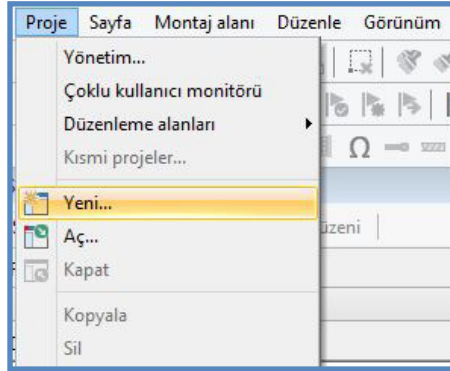 Proje Sayfa Montaj alanı Düzenle Görünüm
Yönetim...
Çoklu kullanıcı monitörü
Düzenleme alanları
Kısmi projeler...
Yeni...
Aç...
Kapat
Kopyala
Sil